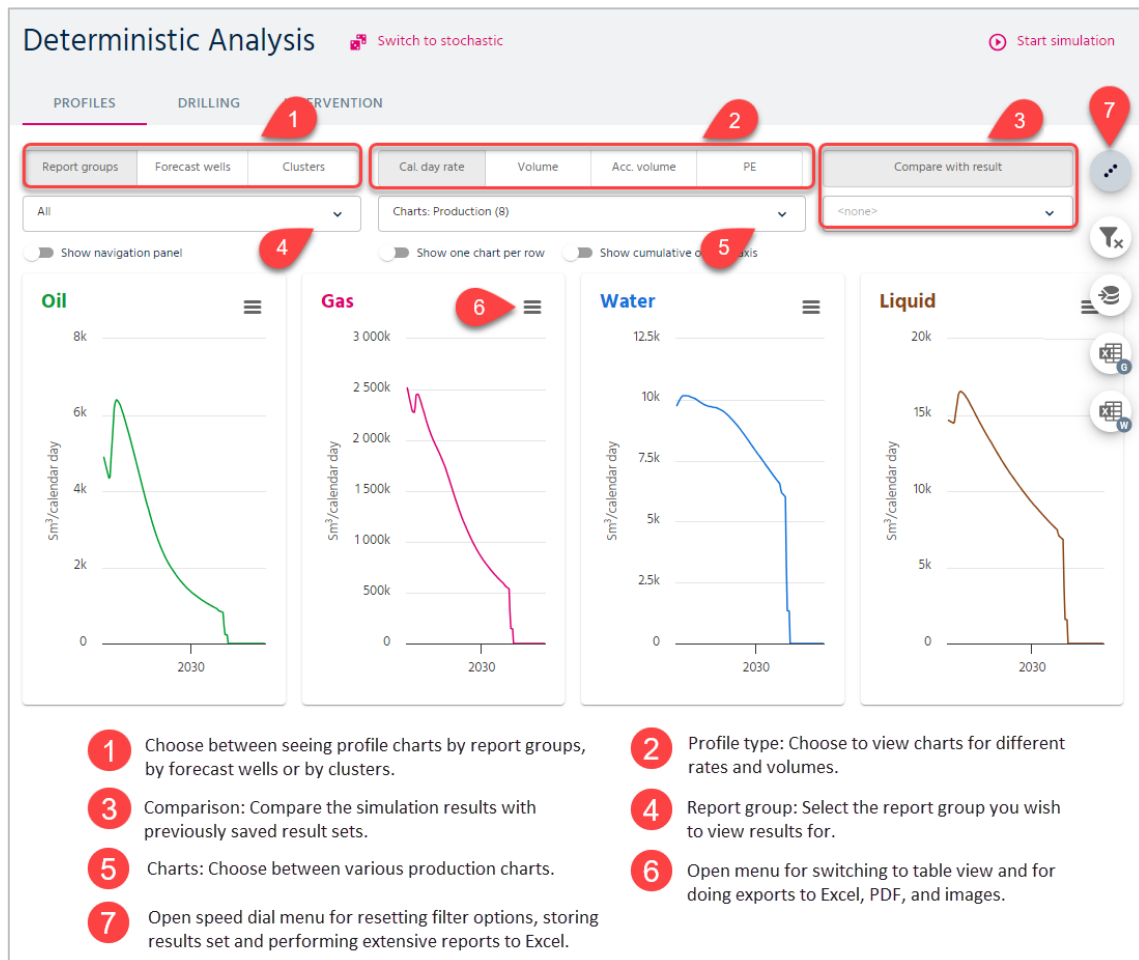 Deterministic Analysis
Switch to stochastic
Start simulation
PROFILES
DRILLING
RVENTION
1
2
3
7
Report groups
Forecast wells
Clusters
Cal. day rate
Volume
Acc. volume
PE
Compare with result
All
Charts: Production (8)
<none>
4
5
Show navigation panel
Show one chart per row
Show cumulative o
axis
Oil
8k
6k
4k
2k
0
Sm³/calendar day
2030
Gas
6
3 000k
2 500k
2 000k
1 500k
1 000k
500k
0
Sm³/calendar day
2030
Water
12.5k
10k
7.5k
5k
2.5k
0
Sm³/calendar day
2030
Liquid
20k
15k
10k
5k
0
Sm³/calendar day
2030
G
W
1
Choose between seeing profile charts by report groups,
by forecast wells or by clusters.
2
Profile type: Choose to view charts for different
rates and volumes.
3
Comparison: Compare the simulation results with
previously saved result sets.
4
Report group: Select the report group you wish
to view results for.
5
Charts: Choose between various production charts.
6
Open menu for switching to table view and for
doing exports to Excel, PDF, and images.
7
Open speed dial menu for resetting filter options, storing
results set and performing extensive reports to Excel.